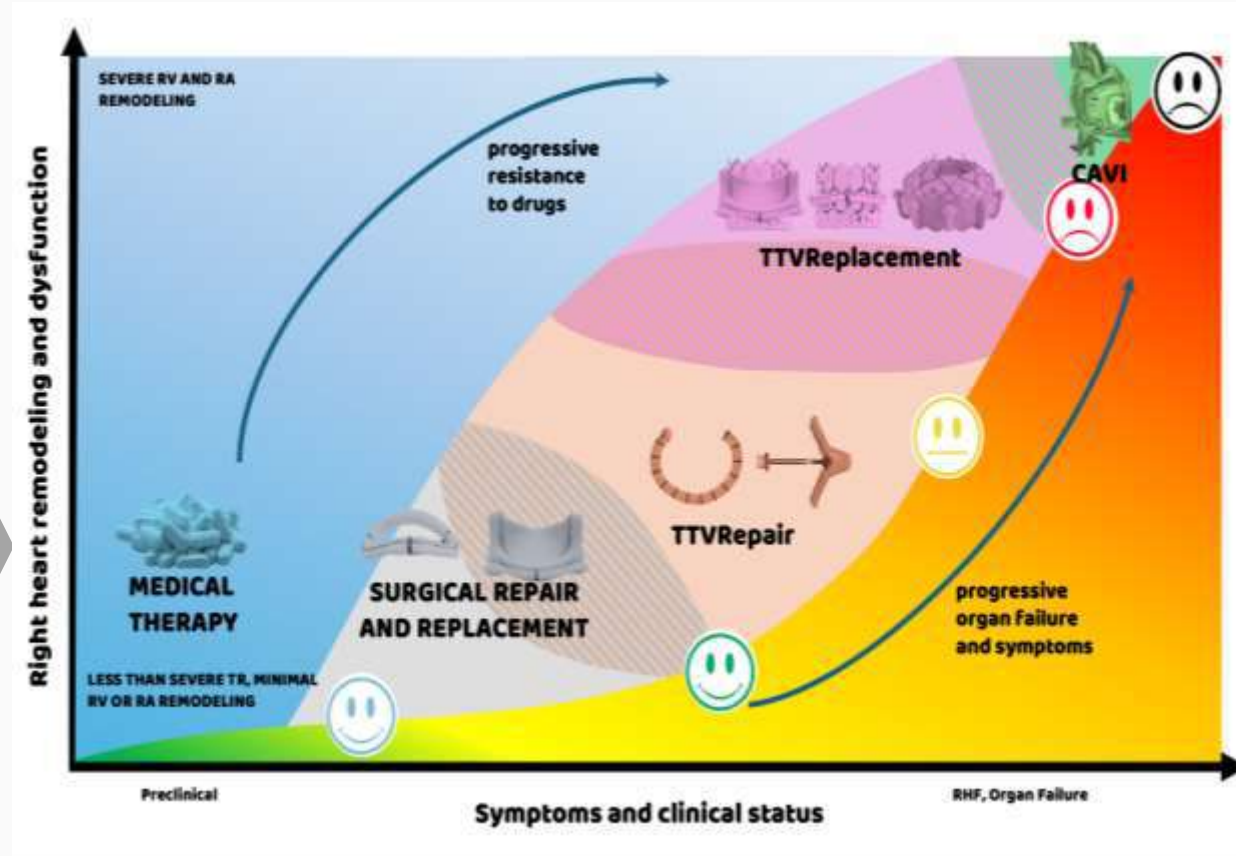 Right heart remodeling and dysfunction
SEVERE RV AND RA
REMODELING
progressive
resistance
to drugs
CAVI
TTVReplacement
TTVRepair
MEDICAL
THERAPY
SURGICAL REPAIR
AND REPLACEMENT
progressive
organ failure
and symptoms
LESS THAN SEVERE TR, MINIMAL
RV OR RA REMODELING
Preclinical
RHF, Organ Failure
Symptoms and clinical status